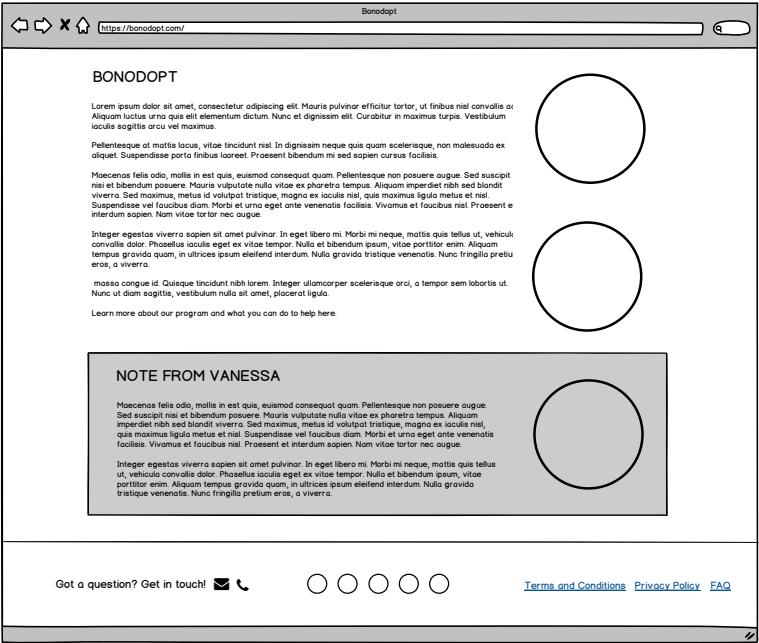 Bonodopt
https://bonodopt.com/
BONODOPT
Lorem ipsum dolor sit amet, consectetur adipiscing elit. Mauris pulvinar efficitur tortor, ut finibus nisl convallis ac
Aliquam luctus urna quis elit elementum dictum. Nunc et dignissim elit. Curabitur in maximus turpis. Vestibulum
iaculis sagittis arcu vel maximus.
Pellentesque at mattis lacus, vitae tincidunt nisl. In dignissim neque quis quam scelerisque, non malesuada ex
aliquet. Suspendisse porta finibus laoreet. Praesent bibendum mi sed sapien cursus facilisis.
Maecenas felis odio, mollis in est quis, euismod consequat quam. Pellentesque non posuere augue. Sed suscipit
nisi et bibendum posuere. Mauris vulputate nulla vitae ex pharetra tempus. Aliquam imperdiet nibh sed blandit
viverra. Sed maximus, metus id volutpat tristique, magna ex iaculis nisl, quis maximus ligula metus et nisl.
Suspendisse vel faucibus diam. Morbi et urna eget ante venenatis facilisis. Vivamus et faucibus nisl. Praesent e
interdum sapien. Nam vitae tortor nec augue.
Integer egestas viverra sapien sit amet pulvinar. In eget libero mi. Morbi mi neque, mattis quis tellus ut, vehicula
convallis dolor. Phasellus iaculis eget ex vitae tempor. Nulla et bibendum ipsum, vitae porttitor enim. Aliquam
tempus gravida quam, in ultrices ipsum eleifend interdum. Nulla gravida tristique venenatis. Nunc fringilla pretiu
eros, a viverra.
massa congue id. Quisque tincidunt nibh lorem. Integer ullamcorper scelerisque orci, a tempor sem lobortis ut.
Nunc ut diam sagittis, vestibulum nulla sit amet, placerat ligula.
Learn more about our program and what you can do to help here.
NOTE FROM VANESSA
Maecenas felis odio, mollis in est quis, euismod consequat quam. Pellentesque non posuere augue.
Sed suscipit nisi et bibendum posuere. Mauris vulputate nulla vitae ex pharetra tempus. Aliquam
imperdiet nibh sed blandit viverra. Sed maximus, metus id volutpat tristique, magna ex iaculis nisl,
quis maximus ligula metus et nisl. Suspendisse vel faucibus diam. Morbi et urna eget ante venenatis
facilisis. Vivamus et faucibus nisl. Praesent et interdum sapien. Nam vitae tortor nec augue.
Integer egestas viverra sapien sit amet pulvinar. In eget libero mi. Morbi mi neque, mattis quis tellus
ut, vehicula convallis dolor. Phasellus iaculis eget ex vitae tempor. Nulla et bibendum ipsum, vitae
porttitor enim. Aliquam tempus gravida quam, in ultrices ipsum eleifend interdum. Nulla gravida
tristique venenatis. Nunc fringilla pretium eros, a viverra.
Got a question? Get in touch!
Terms and Conditions Privacy Policy FAQ